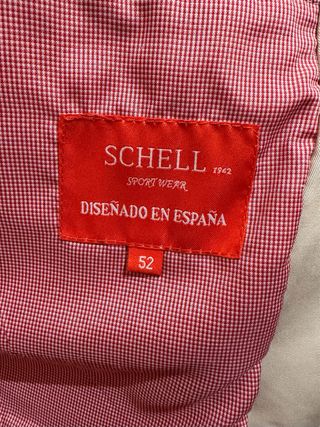 SCHELL 1942
SPORT WEAR
DISEÑADO EN ESPAÑA
52